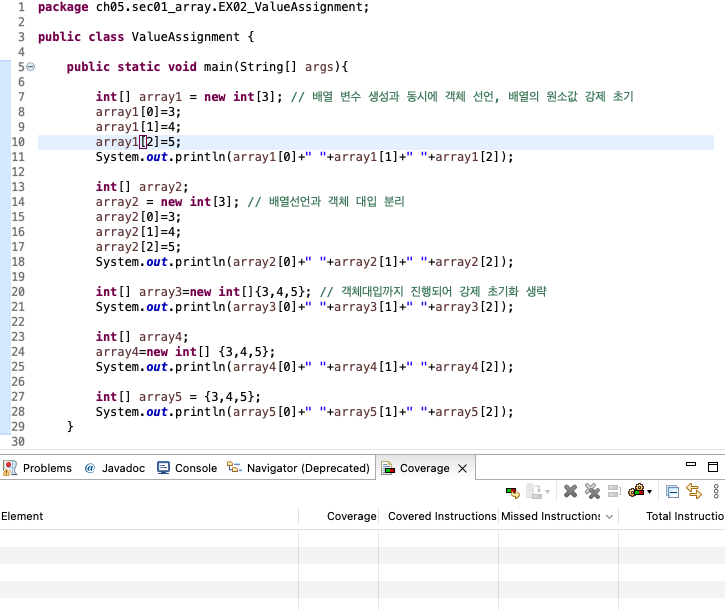 1 package ch05.sec01_array.EX02_ValueAssignment;
2
3 public class ValueAssignment {
4
5 public static void main(String[] args){
6
7 int[] array1 = new int[3]; // 배열 변수 생성과 동시에 객체 선언, 배열의 원소값 강제 초기
8 array1[0]=3;
9 array1[1]=4;
10 array1[2]=5;
11 System.out.println(array1[0]+" "+array1[1]+" "+array1[2]);
12
13 int[] array2;
14 array2 = new int[3]; // 배열선언과 객체 대입 분리
15 array2[0]=3;
16 array2[1]=4;
17 array2[2]=5;
18 System.out.println(array2[0]+" "+array2[1]+" "+array2[2]);
19
20 int[] array3=new int[]{3,4,5}; // 객체대입까지 진행되어 강제 초기화 생략
21 System.out.println(array3[0]+" "+array3[1]+" "+array3[2]);
22
23 int[] array4;
24 array4=new int[] {3,4,5};
25 System.out.println(array4[0]+" "+array4[1]+" "+array4[2]);
26
27 int[] array5 = {3,4,5};
28 System.out.println(array5[0]+" "+array5[1]+" "+array5[2]);
29 }
30
Problems @ Javadoc Console Navigator (Deprecated) Coverage
Element Coverage Covered Instructions Missed Instructions Total Instructio